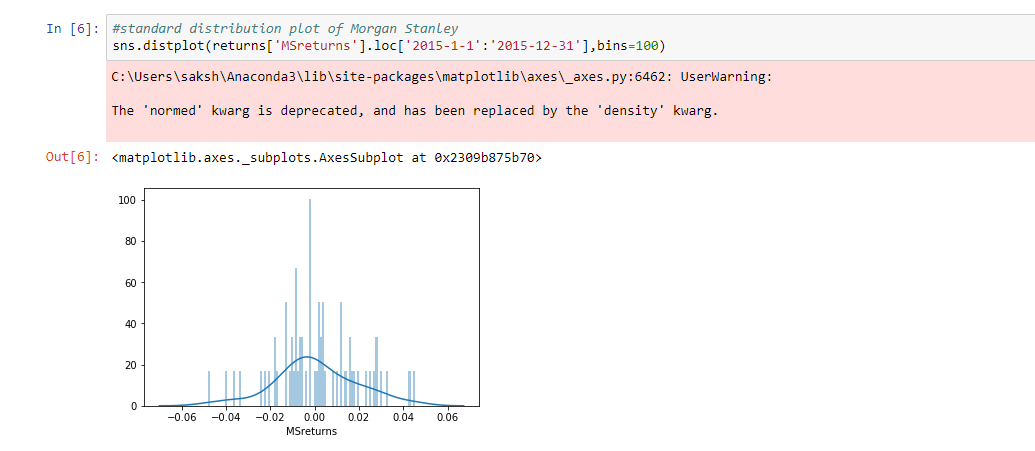 In [6]: #standard distribution plot of Morgan Stanley
sns.distplot(returns['MSreturns'].loc['2015-1-1':'2015-12-31'],bins=100)
C:\Users\saksh\Anaconda3\lib\site-packages\matplotlib\axes\_axes.py:6462: UserWarning:
The 'normed' kwarg is deprecated, and has been replaced by the 'density' kwarg.
Out[6]: <matplotlib.axes._subplots.AxesSubplot at 0x2309b875b70>
100
80
60
40
20
0
−0.06 −0.04 −0.02 0.00 0.02 0.04 0.06
MSreturns